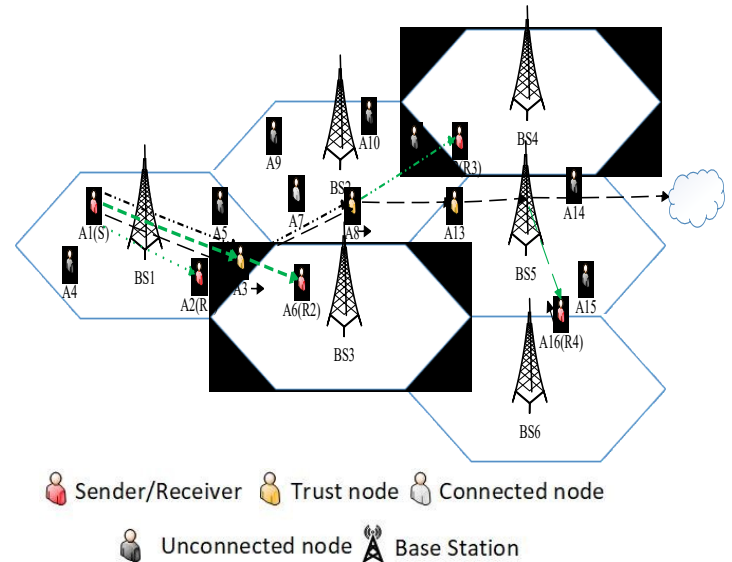 BS4
A10
A9
BS2
A7
A5
A14
A1(S)
A8
A13
BS1
A4
A3
BS5
A2(R
A6(R2)
A15
BS3
A16(R4)
BS6
Sender/Receiver
Trust node
Connected node
Unconnected node
Base Station